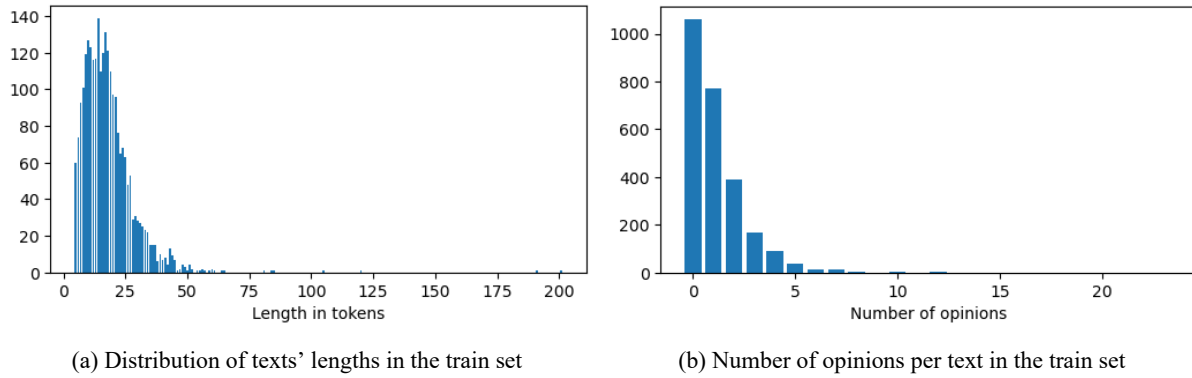 140
120
100
80
60
40
20
0
0 25 50 75 100 125 150 175 200
Length in tokens
(a) Distribution of texts’ lengths in the train set
1000
800
600
400
200
0
0 5 10 15 20
Number of opinions
(b) Number of opinions per text in the train set